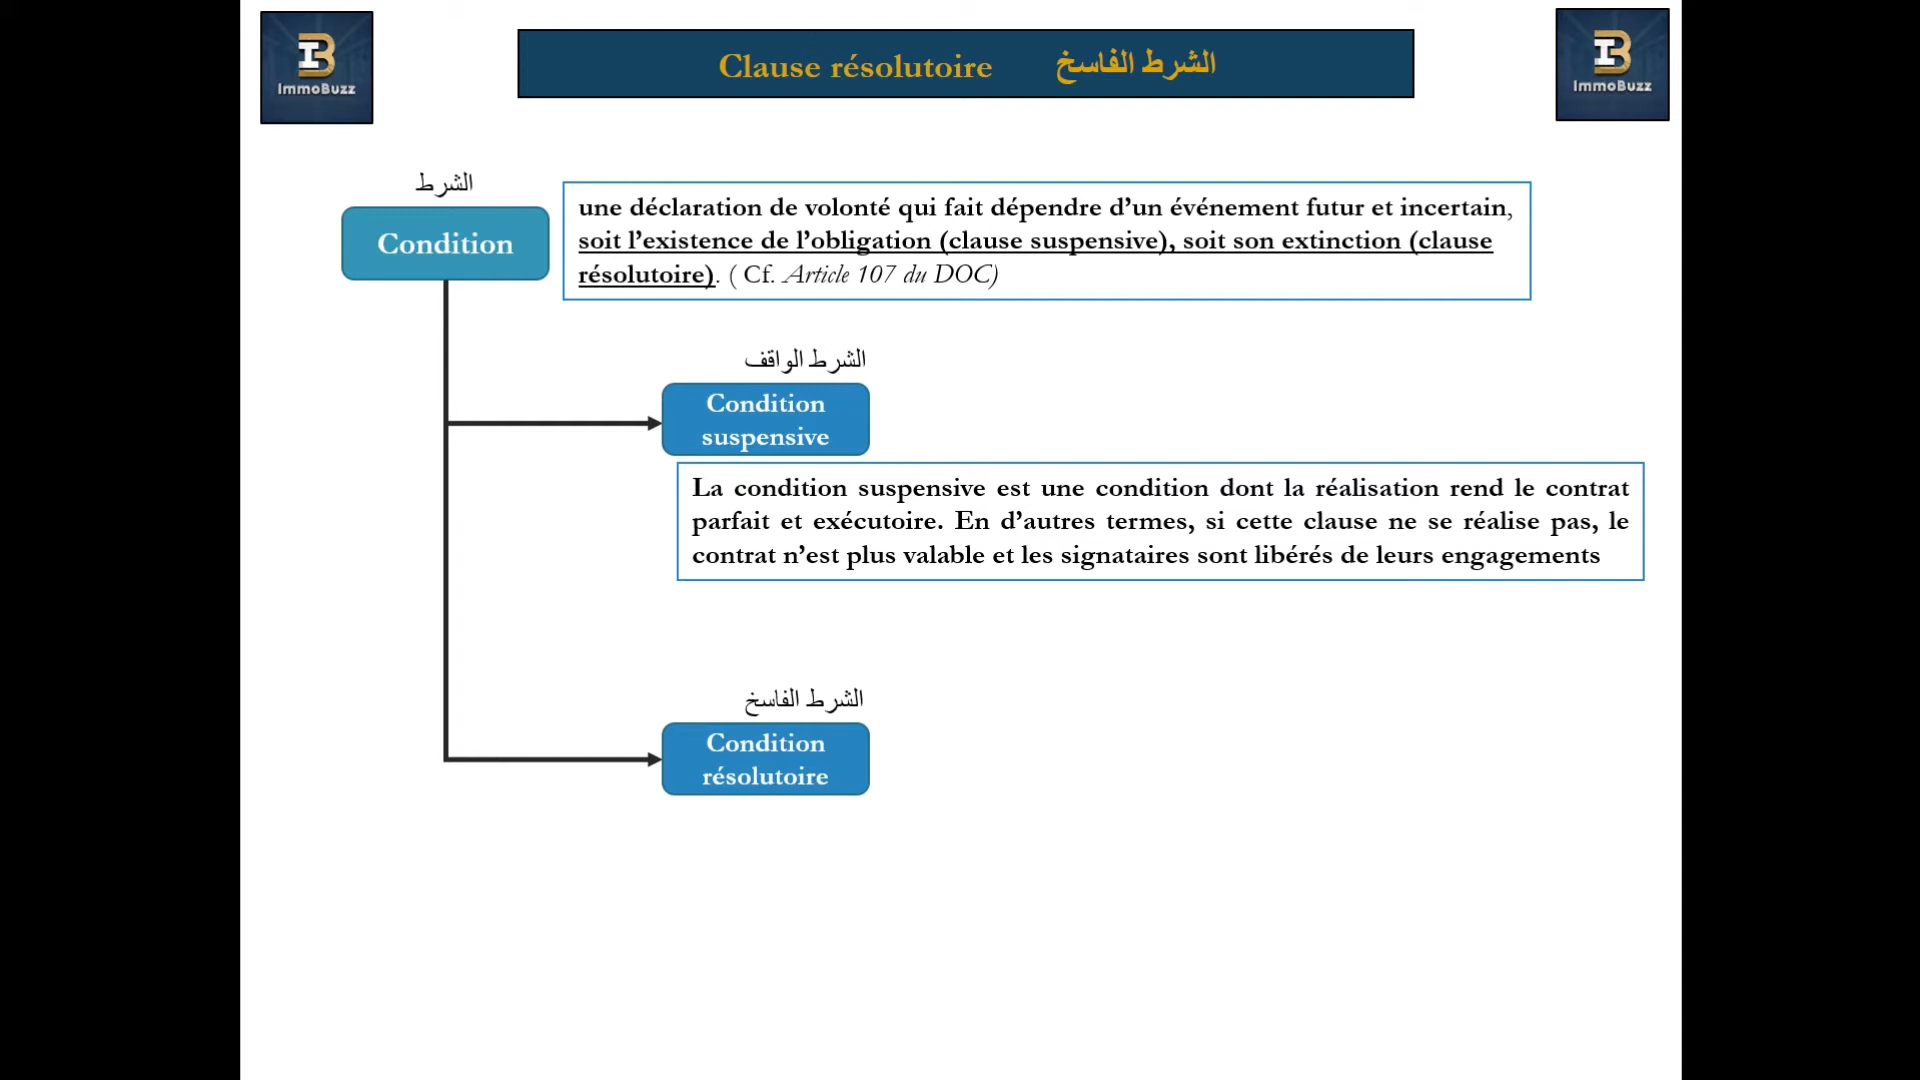 ImmoBuzz
Clause résolutoire الشرط الفاسخ
ImmoBuzz
الشرط
Condition
une déclaration de volonté qui fait dépendre d’un événement futur et incertain,
soit l’existence de l’obligation (clause suspensive), soit son extinction (clause
résolutoire). ( Cf. Article 107 du DOC)
الشرط الواقف
Condition
suspensive
La condition suspensive est une condition dont la réalisation rend le contrat
parfait et exécutoire. En d’autres termes, si cette clause ne se réalise pas, le
contrat n’est plus valable et les signataires sont libérés de leurs engagements
الشرط الفاسخ
Condition
résolutoire